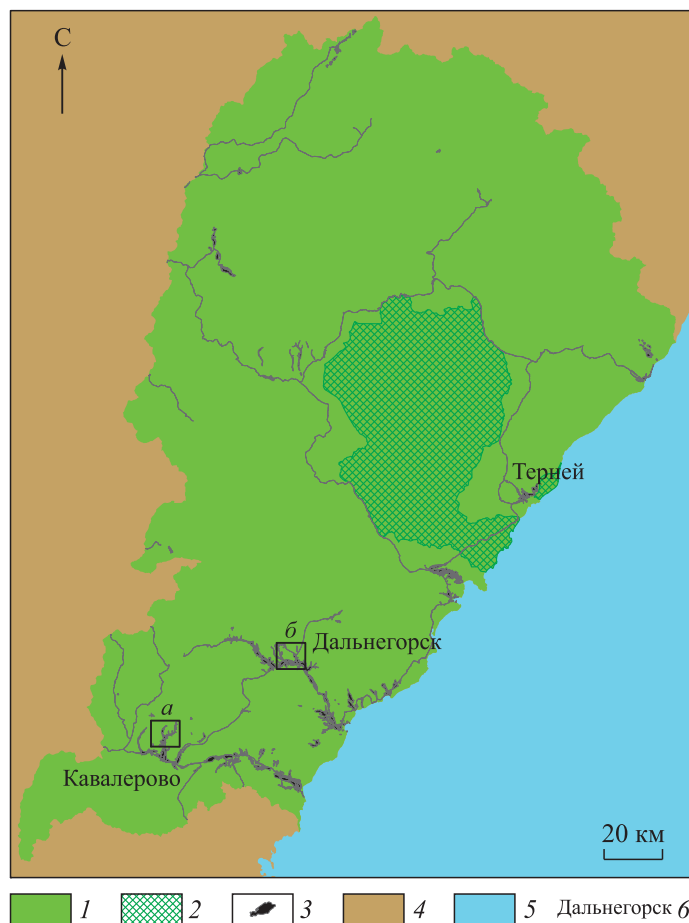 С
Терней
б
Дальнегорск
а
Кавалерово
20 км
1 2 3 4 5 Дальнегорск 6